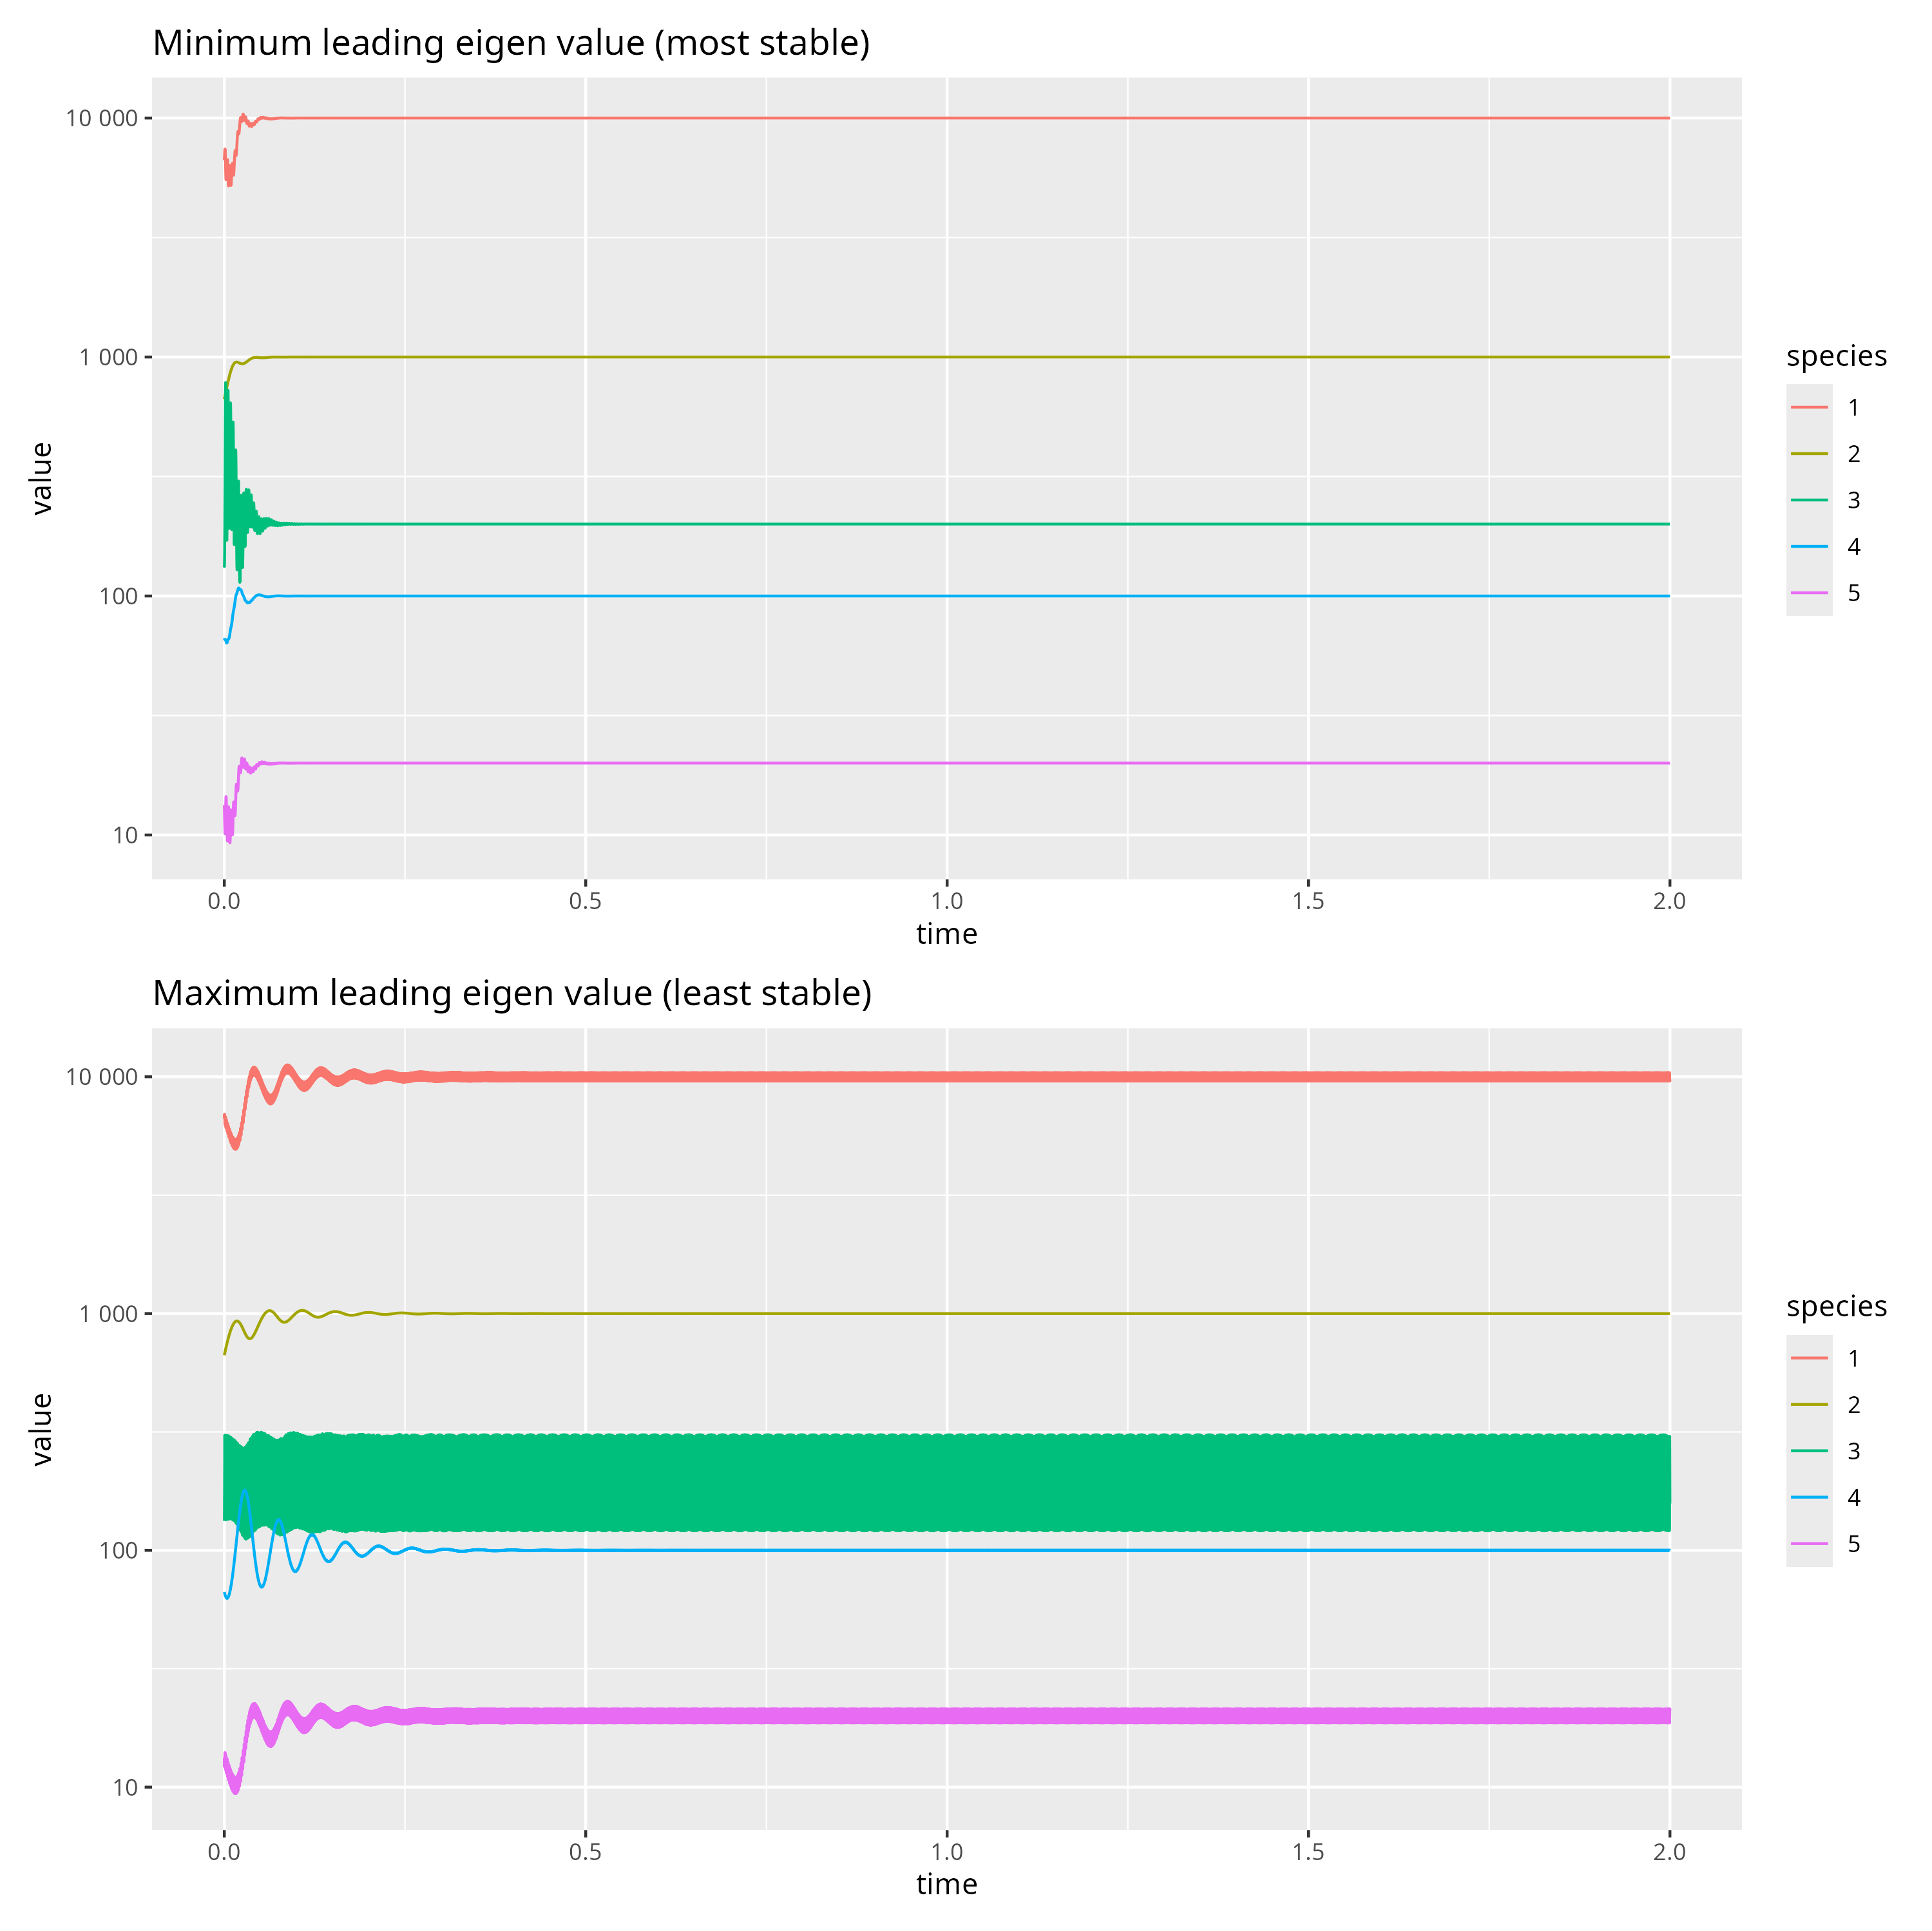 Minimum leading eigen value (most stable)
10 000
1 000
100
10
value
0.0 0.5 1.0 1.5 2.0
time
species
1
2
3
4
5
Maximum leading eigen value (least stable)
10 000
1 000
100
10
value
0.0 0.5 1.0 1.5 2.0
time
species
1
2
3
4
5